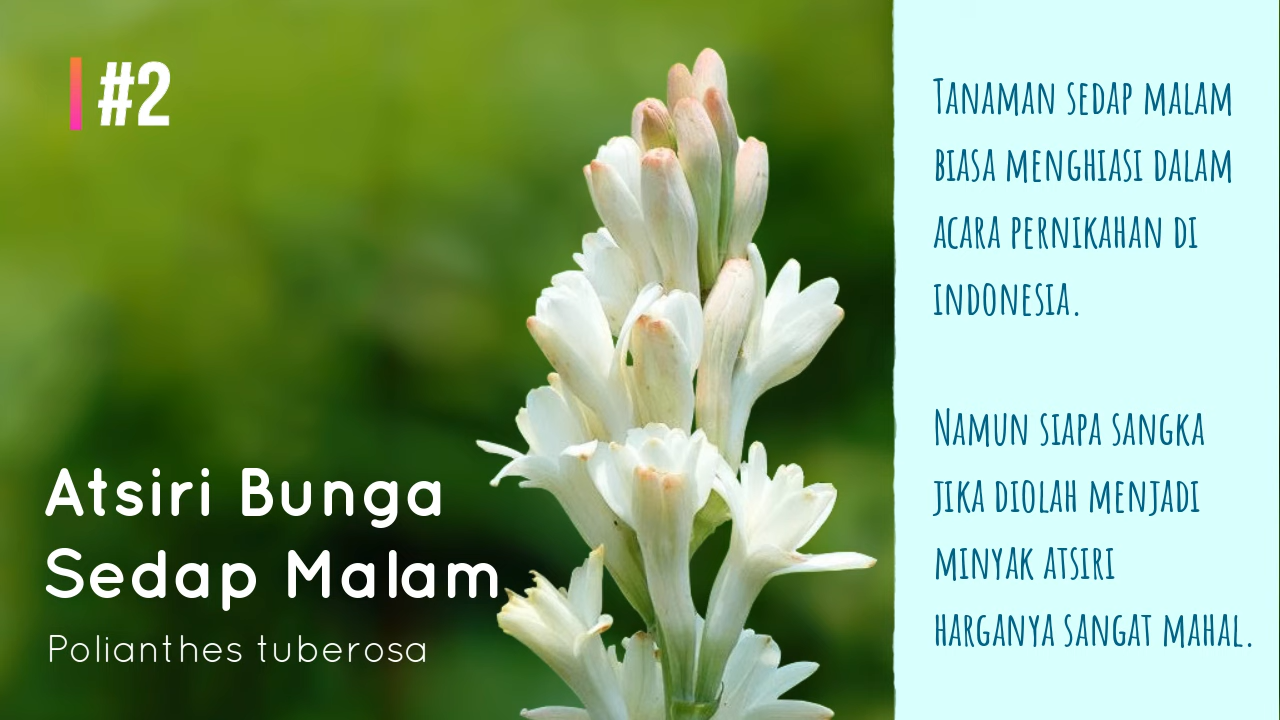 #2
Atsiri Bunga
Sedap Malam
Polianthes tuberosa
Tanaman sedap malam
biasa menghiasi dalam
acara pernikahan di
Indonesia.
Namun siapa sangka
jika diolah menjadi
minyak atsiri
harganya sangat mahal.